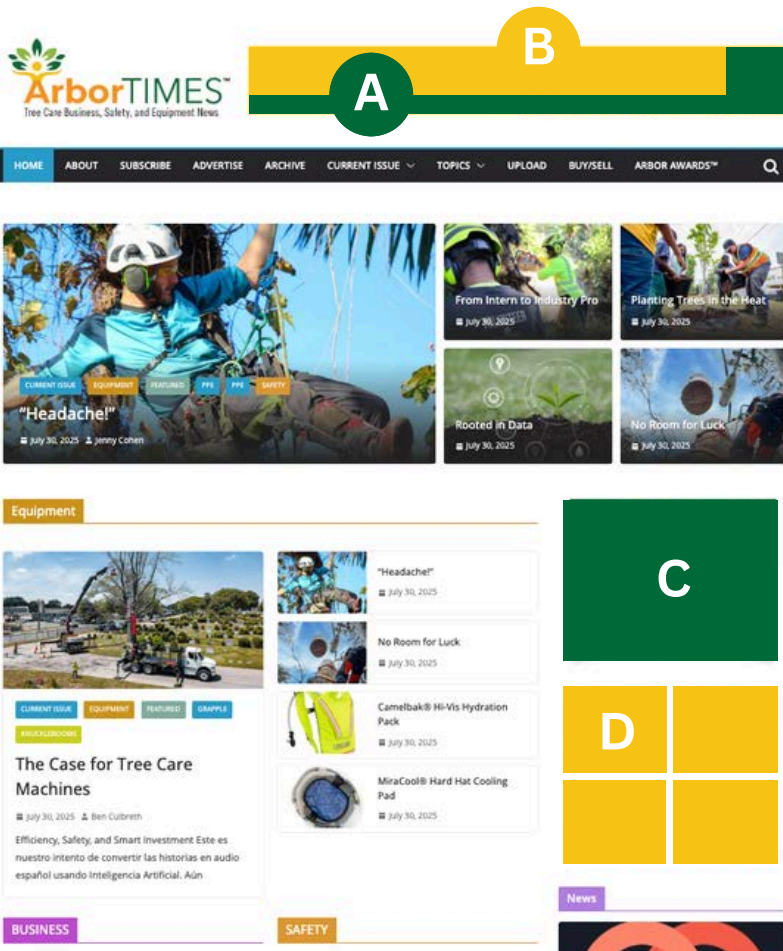 ArborTIMES™
Tree Care Business, Safety, and Equipment News
A
B
HOME ABOUT SUBSCRIBE ADVERTISE ARCHIVE CURRENT ISSUE TOPICS UPLOAD BUY/SELL ARBOR AWARDS™
CURRENT ISSUE EQUIPMENT FEATURED PPE PPE SAFETY
“Headache!”
July 30, 2025 Jenny Cohen
From Intern to Industry Pro
July 30, 2025
Planting Trees in the Heat
July 30, 2025
Rooted in Data
July 30, 2025
No Room for Luck
July 30, 2025
Equipment
CURRENT ISSUE EQUIPMENT FEATURED GRAPPLE
KNUCKLEBOOMS
The Case for Tree Care
Machines
July 30, 2025 Ben Culbreth
Efficiency, Safety, and Smart Investment Este es
nuestro intento de convertir las historias en audio
español usando Inteligencia Artificial. Aún
“Headache!”
July 30, 2025
No Room for Luck
July 30, 2025
Camelbak® Hi-Vis Hydration
Pack
July 30, 2025
MiraCool® Hard Hat Cooling
Pad
July 30, 2025
C
D
News
BUSINESS
SAFETY